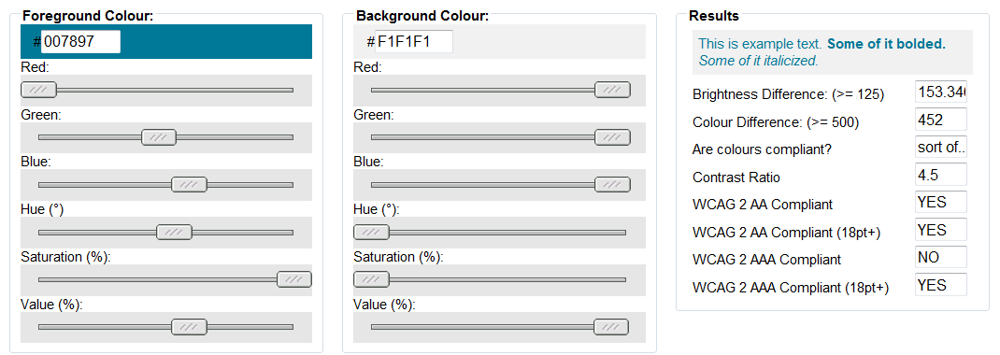 Foreground Colour:
#007897
Red:
Green:
Blue:
Hue (°)
Saturation (%):
Value (%):
Background Colour:
#F1F1F1
Red:
Green:
Blue:
Hue (°):
Saturation (%):
Value (%):
Results
This is example text. Some of it bolded.
Some of it italicized.
Brightness Difference: (>= 125) 153.34
Colour Difference: (>= 500) 452
Are colours compliant? sort of..
Contrast Ratio 4.5
WCAG 2 AA Compliant YES
WCAG 2 AA Compliant (18pt+) YES
WCAG 2 AAA Compliant NO
WCAG 2 AAA Compliant (18pt+) YES